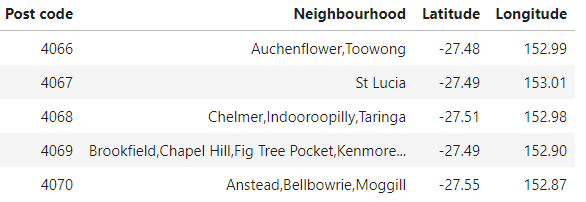 Post code Neighbourhood Latitude Longitude
4066 Auchenflower,Toowong -27.48 152.99
4067 St Lucia -27.49 153.01
4068 Chelmer,Indooroopilly,Taringa -27.51 152.98
4069 Brookfield,Chapel Hill,Fig Tree Pocket,Kenmore... -27.49 152.90
4070 Anstead,Bellbowrie,Moggill -27.55 152.87